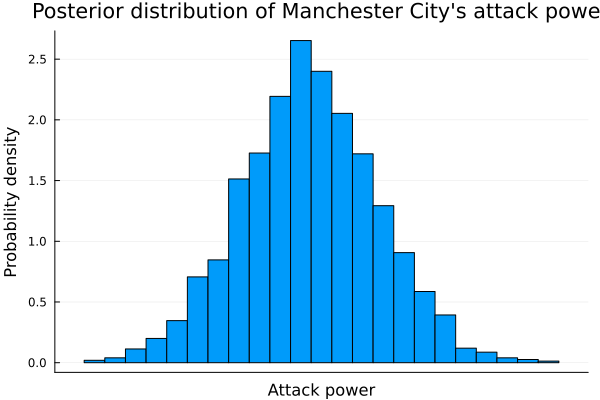 Posterior distribution of Manchester City's attack powe
2.5
2.0
1.5
1.0
0.5
0.0
Probability density
Attack power